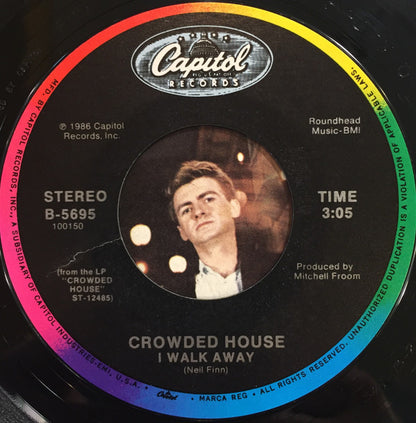 Capitol
RECORDS
℗ 1986 Capitol
Records, Inc.
Roundhead
Music-BMI
STEREO
B-5695
100150
TIME
3:05
(from the LP
"CROWDED
HOUSE"
ST-12485)
Produced by
Mitchell Froom
CROWDED HOUSE
I WALK AWAY
(Neil Finn)
MFD. BY CAPITOL RECORDS, INC., A SUBSIDIARY OF CAPITOL INDUSTRIES-EMI, U.S.A. • Capitol • MARCA REG • ALL RIGHTS RESERVED. UNAUTHORIZED DUPLICATION IS A VIOLATION OF APPLICABLE LAWS.